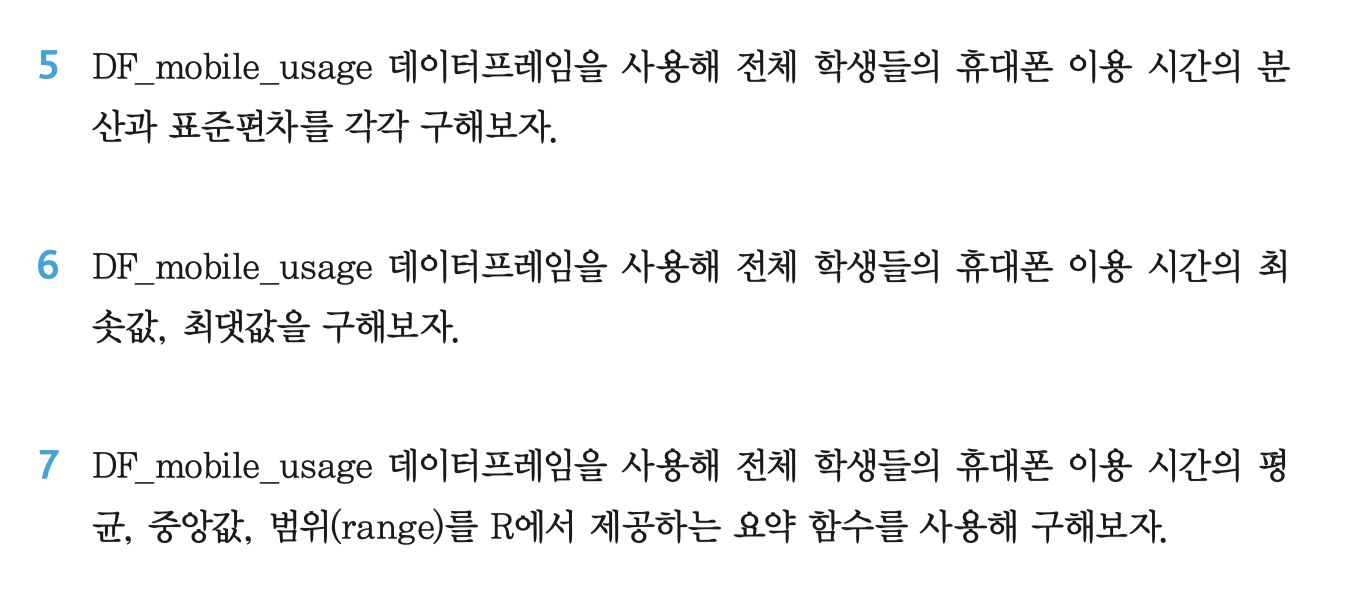 5 DF_mobile_usage 데이터프레임을 사용해 전체 학생들의 휴대폰 이용 시간의 분
산과 표준편차를 각각 구해보자.
6 DF_mobile_usage 데이터프레임을 사용해 전체 학생들의 휴대폰 이용 시간의 최
솟값, 최댓값을 구해보자.
7 DF_mobile_usage 데이터프레임을 사용해 전체 학생들의 휴대폰 이용 시간의 평
균, 중앙값, 범위(range)를 R에서 제공하는 요약 함수를 사용해 구해보자.